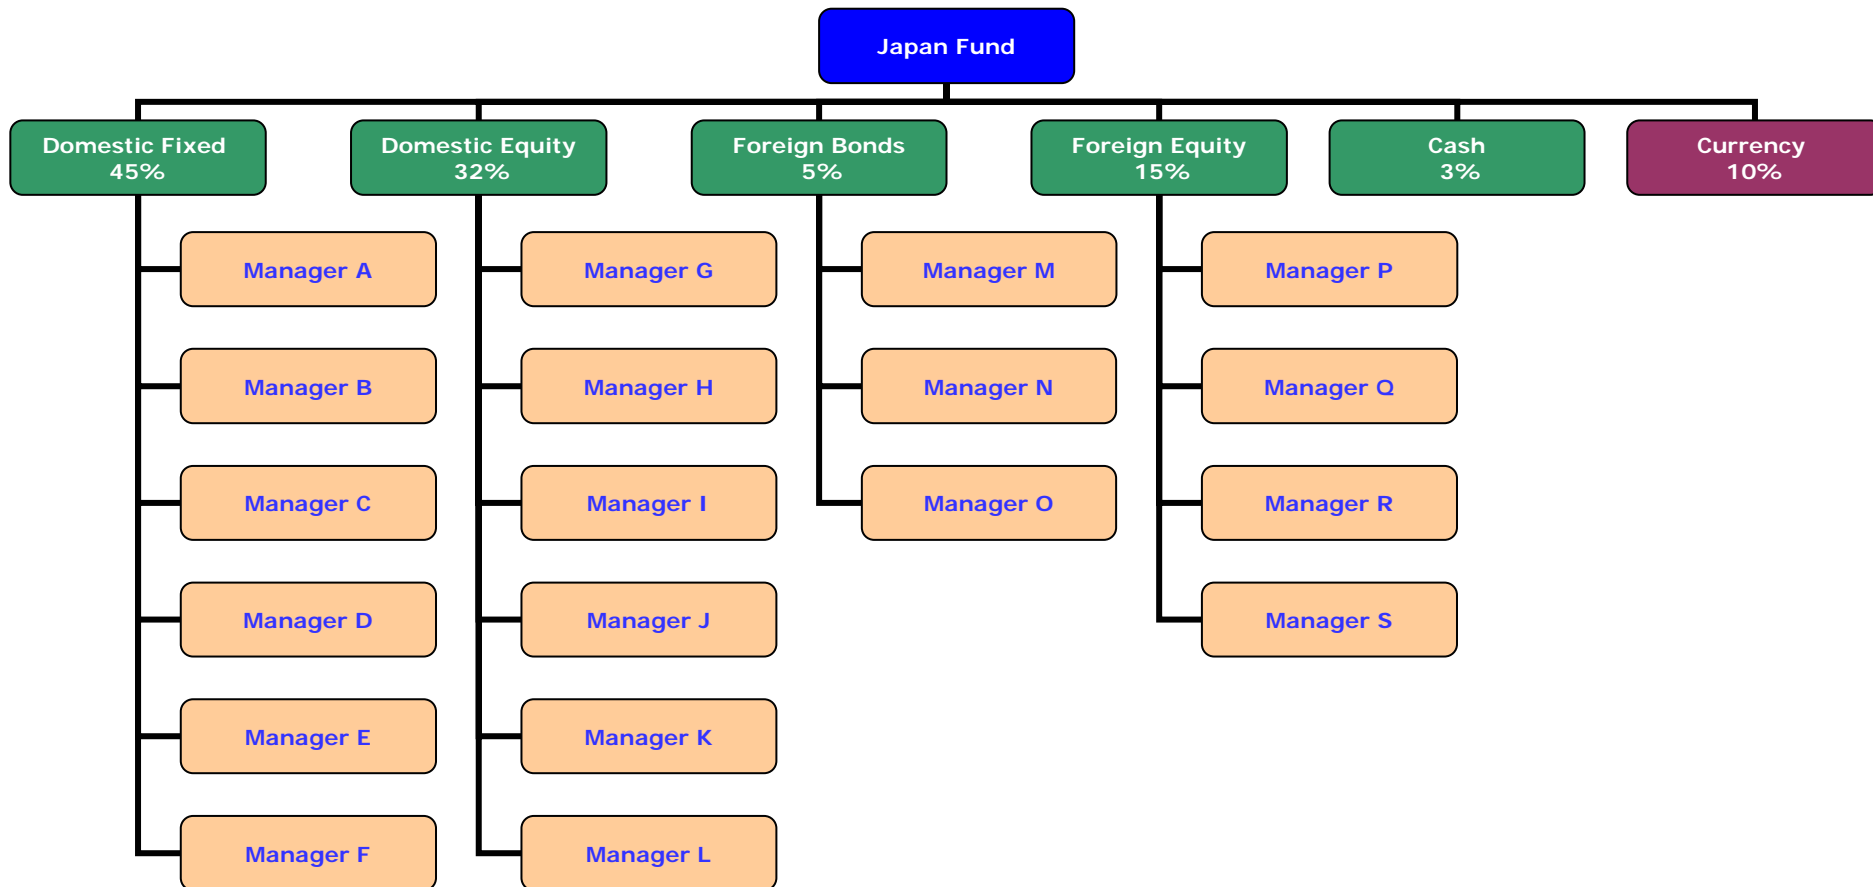 Japan Fund
Domestic Fixed
45%
Domestic Equity
32%
Foreign Bonds
5%
Foreign Equity
15%
Cash
3%
Currency
10%
Manager A
Manager G
Manager M
Manager P
Manager B
Manager H
Manager N
Manager Q
Manager C
Manager I
Manager O
Manager R
Manager D
Manager J
Manager S
Manager E
Manager K
Manager F
Manager L